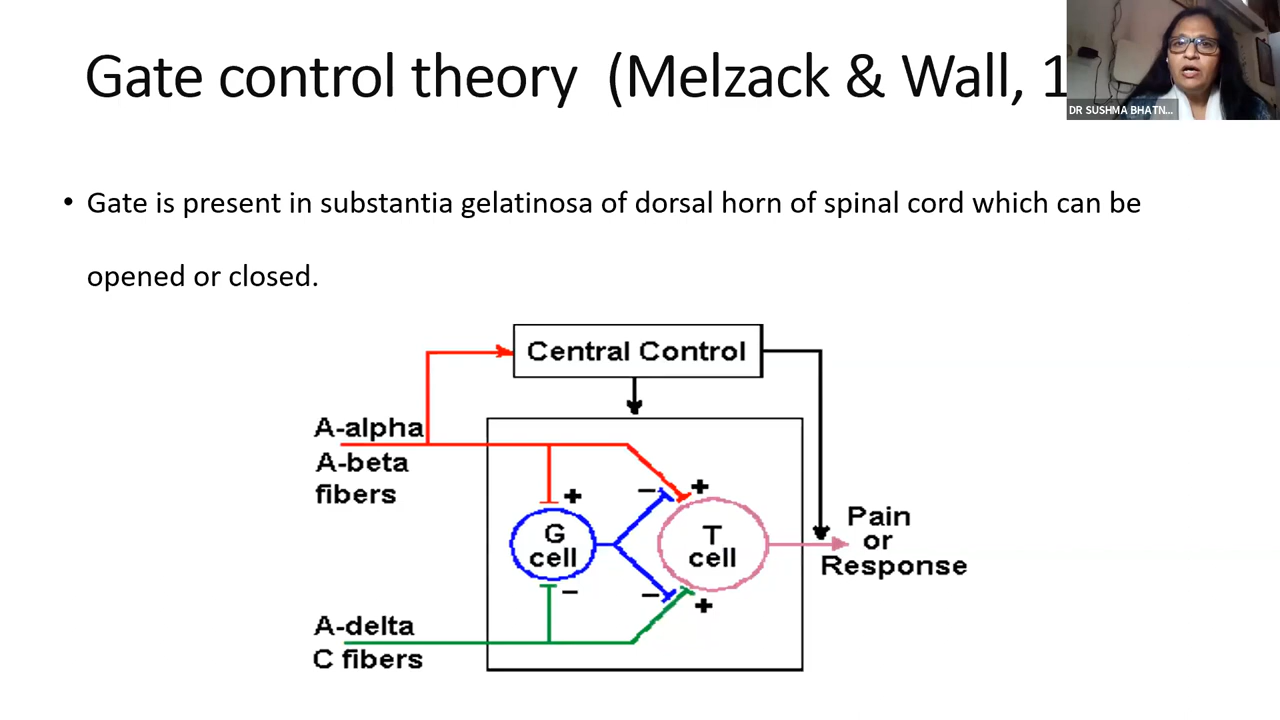 Gate control theory (Melzack & Wall, 1
DR SUSHMA BHATN...
• Gate is present in substantia gelatinosa of dorsal horn of spinal cord which can be
opened or closed.
Central Control
A-alpha
A-beta
fibers
+
−
+
G
cell
T
cell
Pain
or
Response
−
−
+
A-delta
C fibers